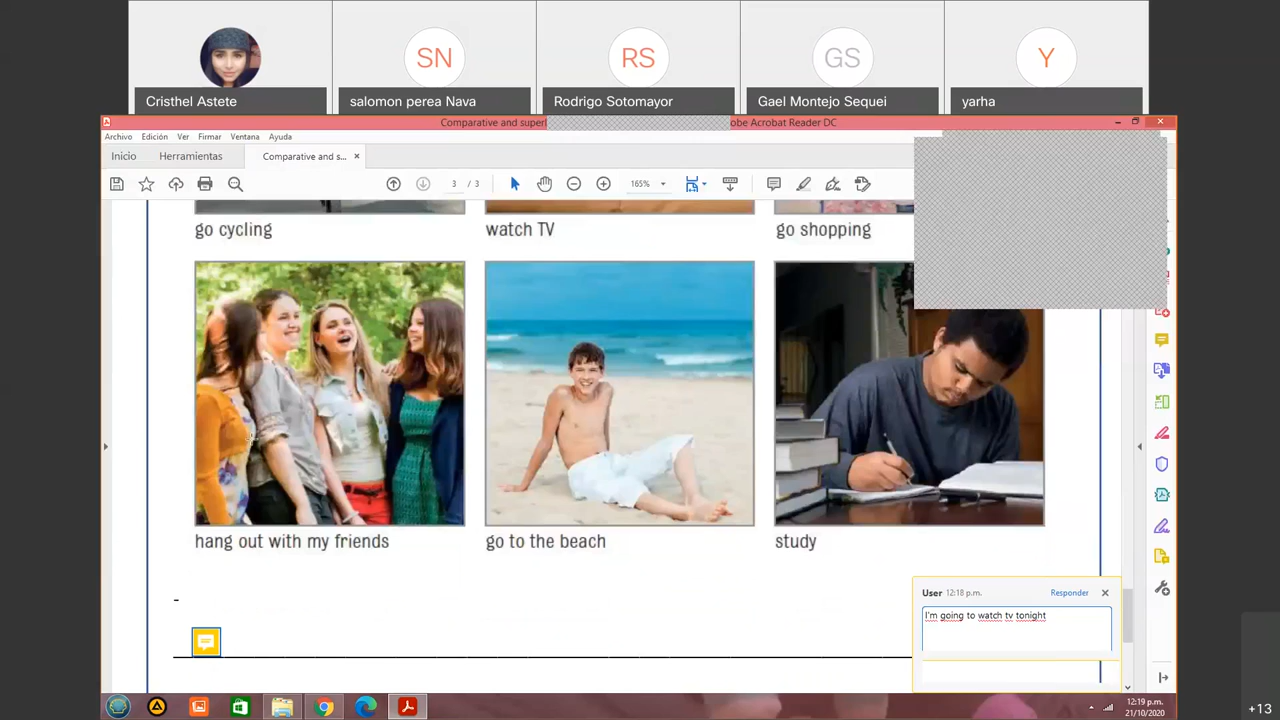 SN
RS
GS
Y
Cristhel Astete
salomon perea Nava
Rodrigo Sotomayor
Gael Montejo Sequei
yarha
Comparative and superl
obe Acrobat Reader DC
Archivo Edición Ver Firmar Ventana Ayuda
Inicio
Herramientas
Comparative and s...
3 / 3
165%
go cycling
watch TV
go shopping
hang out with my friends
go to the beach
study
-
User 12:18 p.m. Responder
I'm going to watch tv tonight
12:19 p.m.
21/10/2020
+13